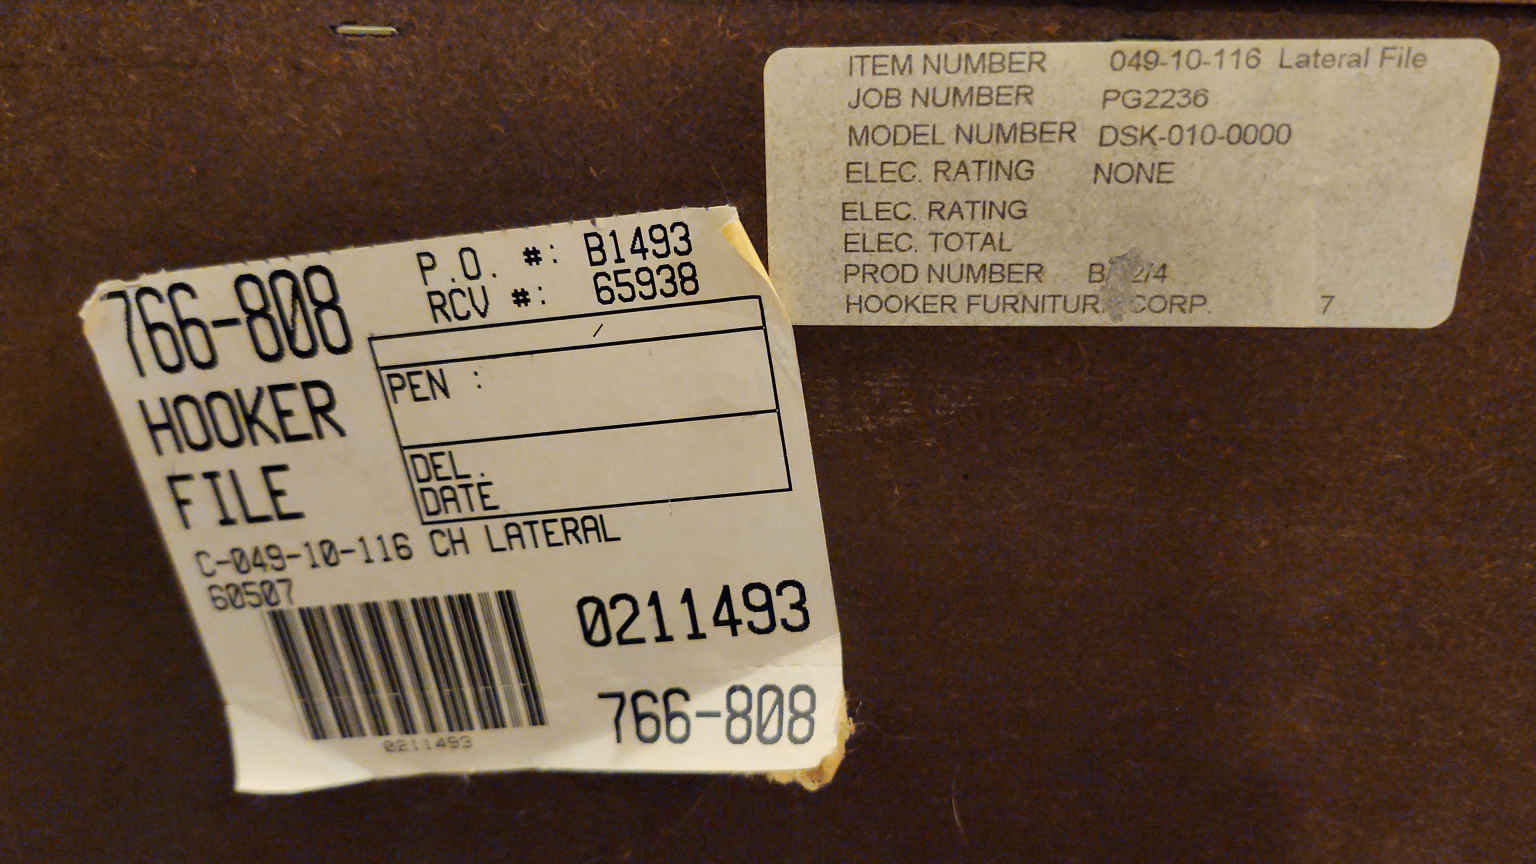 766-808
P.O. #: B1493
RCV #: 65938
HOOKER
FILE
PEN :
DEL.
DATE
C-049-10-116 CH LATERAL
60507
0211493
0211493
766-808
ITEM NUMBER 049-10-116 Lateral File
JOB NUMBER PG2236
MODEL NUMBER DSK-010-0000
ELEC. RATING NONE
ELEC. RATING
ELEC. TOTAL
PROD NUMBER
HOOKER FURNITUR CORP. 7